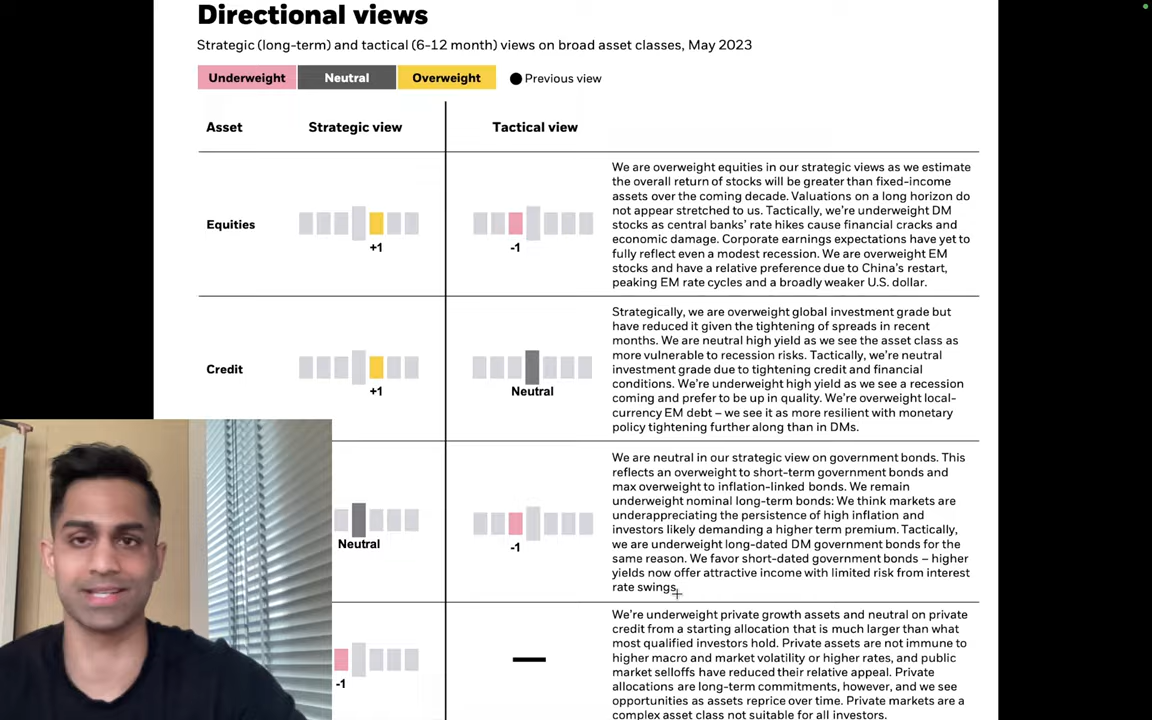 Directional views
Strategic (long-term) and tactical (6-12 month) views on broad asset classes, May 2023
Underweight Neutral Overweight Previous view
Asset Strategic view Tactical view
Equities
+1
-1
We are overweight equities in our strategic views as we estimate
the overall return of stocks will be greater than fixed-income
assets over the coming decade. Valuations on a long horizon do
not appear stretched to us. Tactically, we're underweight DM
stocks as central banks' rate hikes cause financial cracks and
economic damage. Corporate earnings expectations have yet to
fully reflect even a modest recession. We are overweight EM
stocks and have a relative preference due to China's restart,
peaking EM rate cycles and a broadly weaker U.S. dollar.
Credit
+1
Neutral
Strategically, we are overweight global investment grade but
have reduced it given the tightening of spreads in recent
months. We are neutral high yield as we see the asset class as
more vulnerable to recession risks. Tactically, we're neutral
investment grade due to tightening credit and financial
conditions. We're underweight high yield as we see a recession
coming and prefer to be up in quality. We're overweight local-
currency EM debt – we see it as more resilient with monetary
policy tightening further along than in DMs.
Neutral
-1
We are neutral in our strategic view on government bonds. This
reflects an overweight to short-term government bonds and
max overweight to inflation-linked bonds. We remain
underweight nominal long-term bonds: We think markets are
underappreciating the persistence of high inflation and
investors likely demanding a higher term premium. Tactically,
we are underweight long-dated DM government bonds for the
same reason. We favor short-dated government bonds – higher
yields now offer attractive income with limited risk from interest
rate swings.
-1
We're underweight private growth assets and neutral on private
credit from a starting allocation that is much larger than what
most qualified investors hold. Private assets are not immune to
higher macro and market volatility or higher rates, and public
market selloffs have reduced their relative appeal. Private
allocations are long-term commitments, however, and we see
opportunities as assets reprice over time. Private markets are a
complex asset class not suitable for all investors.